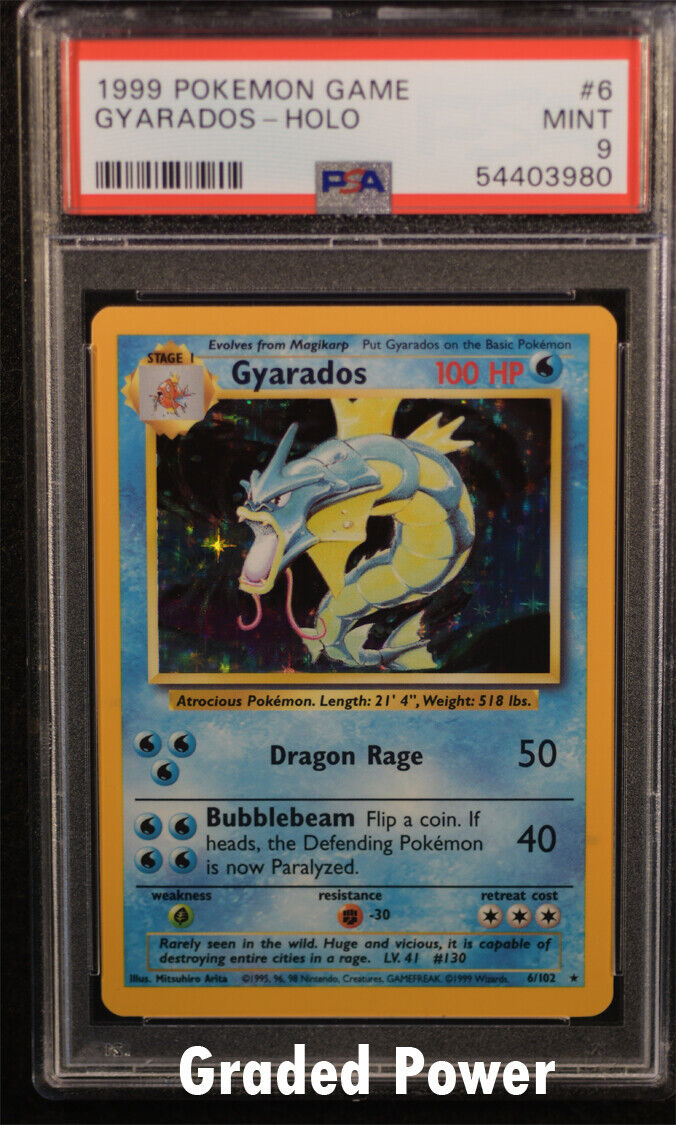 1999 POKEMON GAME #6
GYARADOS – HOLO MINT
9
PSA 54403980
Evolves from Magikarp Put Gyarados on the Basic Pokémon
STAGE 1
Gyarados 100 HP
Atrocious Pokémon. Length: 21' 4", Weight: 518 lbs.
Dragon Rage 50
Bubblebeam Flip a coin. If
heads, the Defending Pokémon
is now Paralyzed.
40
weakness resistance retreat cost
-30
Rarely seen in the wild. Huge and vicious, it is capable of
destroying entire cities in a rage. LV. 41 #130
Illus. Mitsuhiro Arita ©1995, 96, 98 Nintendo, Creatures, GAMEFREAK. ©1999 Wizards. 6/102 ★
Graded Power